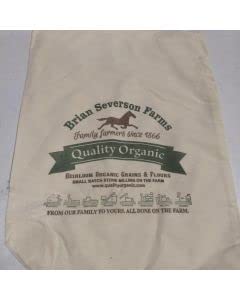 Brian Severson Farms
Family farmers since 1866
Quality Organic
HEIRLOOM ORGANIC GRAINS & FLOURS
SMALL BATCH STONE MILLING ON THE FARM
www.qualityorganic.com
FROM OUR FAMILY TO YOURS. ALL DONE ON THE FARM.